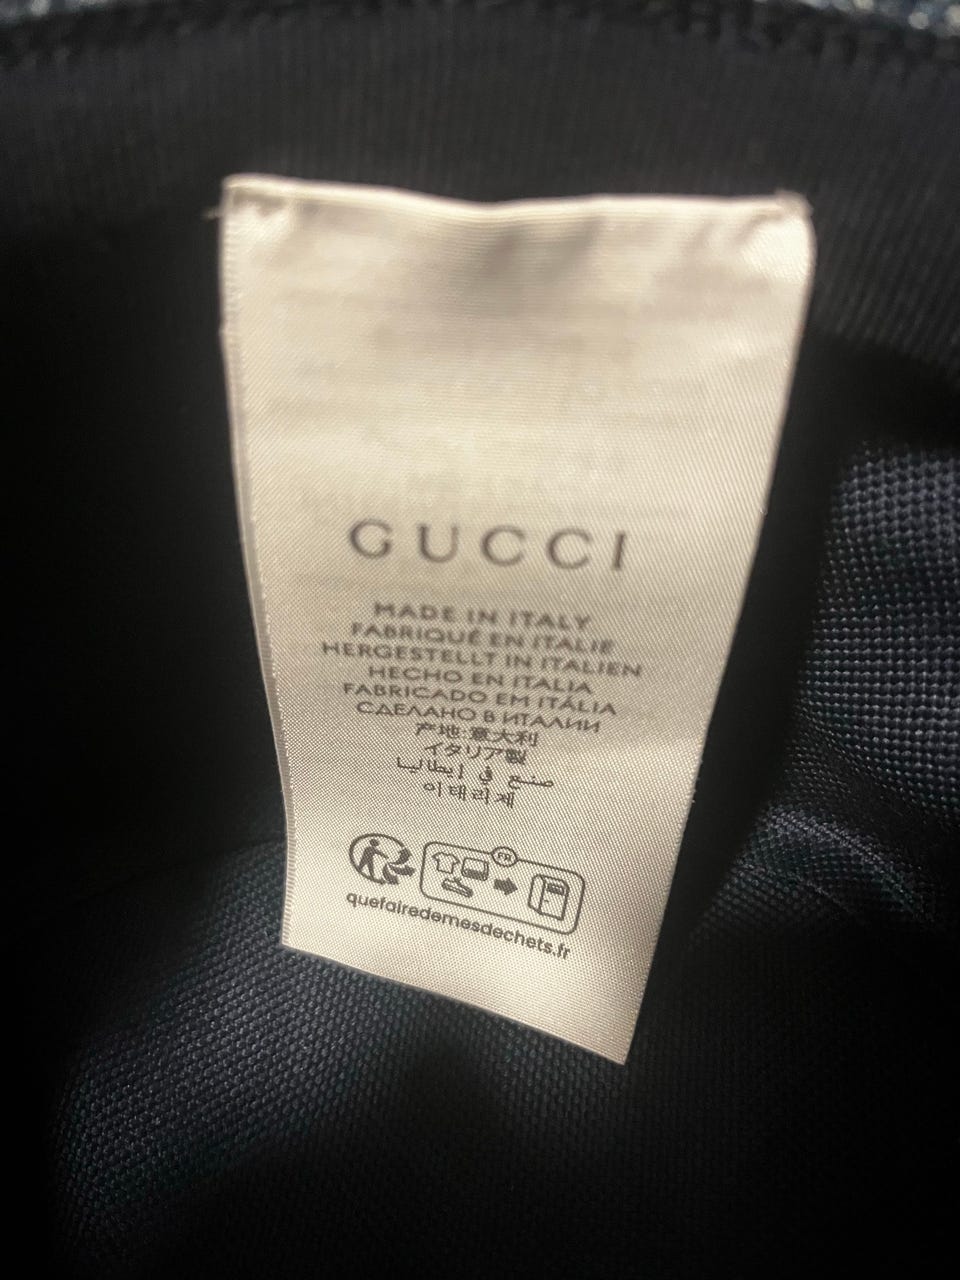 GUCCI
MADE IN ITALY
FABRIQUÉ EN ITALIE
HERGESTELLT IN ITALIEN
HECHO EN ITALIA
FABRICADO EM ITÁLIA
СДЕЛАНО В ИТАЛИИ
产地:意大利
イタリア製
صنع في إيطاليا
이태리제
FR
quefairedemesdechets.fr